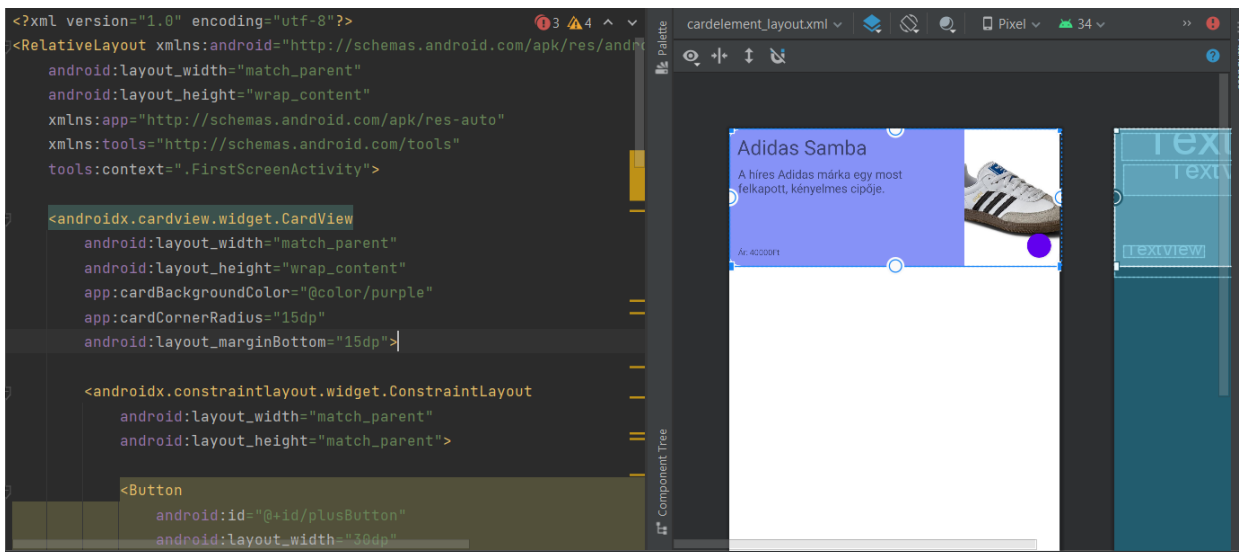 <?xml version="1.0" encoding="utf-8"?>
3 4
<RelativeLayout xmlns:android="http://schemas.android.com/apk/res/andro
android:layout_width="match_parent"
android:layout_height="wrap_content"
xmlns:app="http://schemas.android.com/apk/res-auto"
xmlns:tools="http://schemas.android.com/tools"
tools:context=".FirstScreenActivity">
<androidx.cardview.widget.CardView
android:layout_width="match_parent"
android:layout_height="wrap_content"
app:cardBackgroundColor="@color/purple"
app:cardCornerRadius="15dp"
android:layout_marginBottom="15dp">
<androidx.constraintlayout.widget.ConstraintLayout
android:layout_width="match_parent"
android:layout_height="match_parent">
<Button
android:id="@+id/plusButton"
android:layout_width="30dp"
Palette
Component Tree
cardelement_layout.xml
Pixel
34
Adidas Samba
A híres Adidas márka egy most
felkapott, kényelmes cipője.
Ár: 40000Ft
Text
TextV
TextView